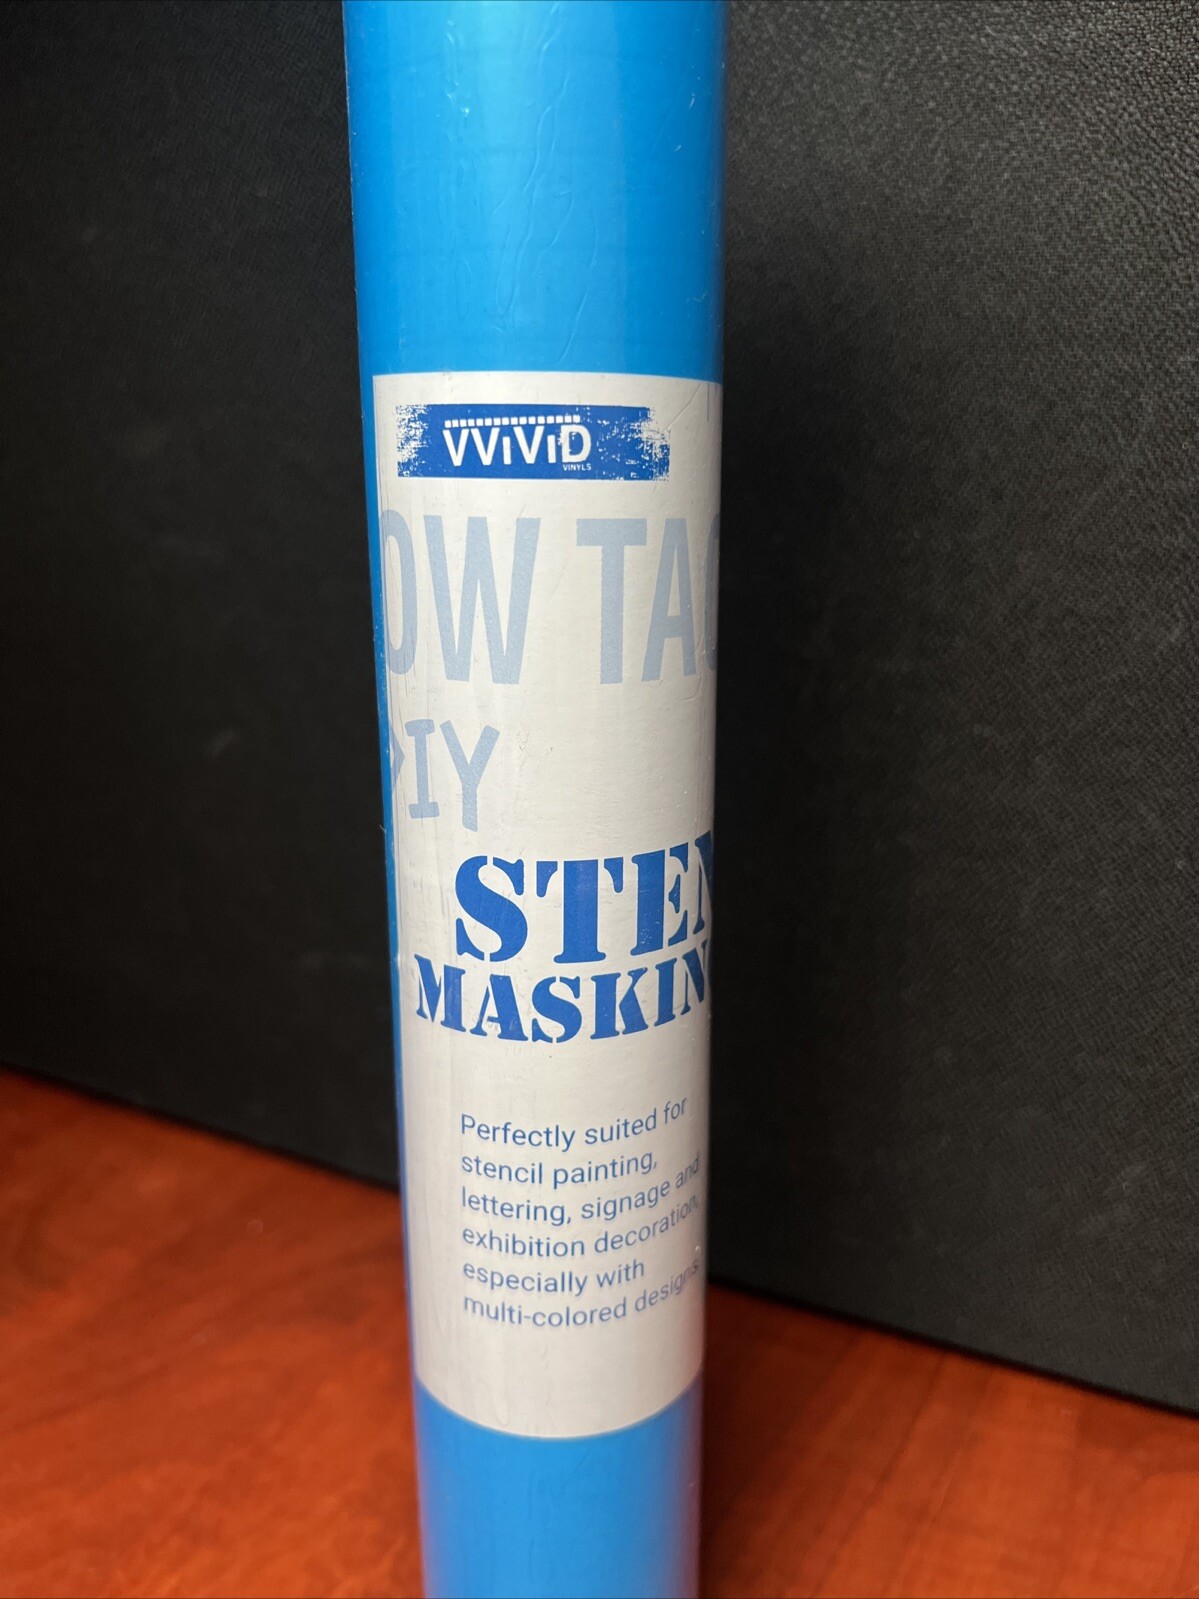 VViViD
VINYLS
OW TAC
DIY
STEN
MASKIN
Perfectly suited for
stencil painting,
lettering, signage and
exhibition decoration,
especially with
multi-colored designs